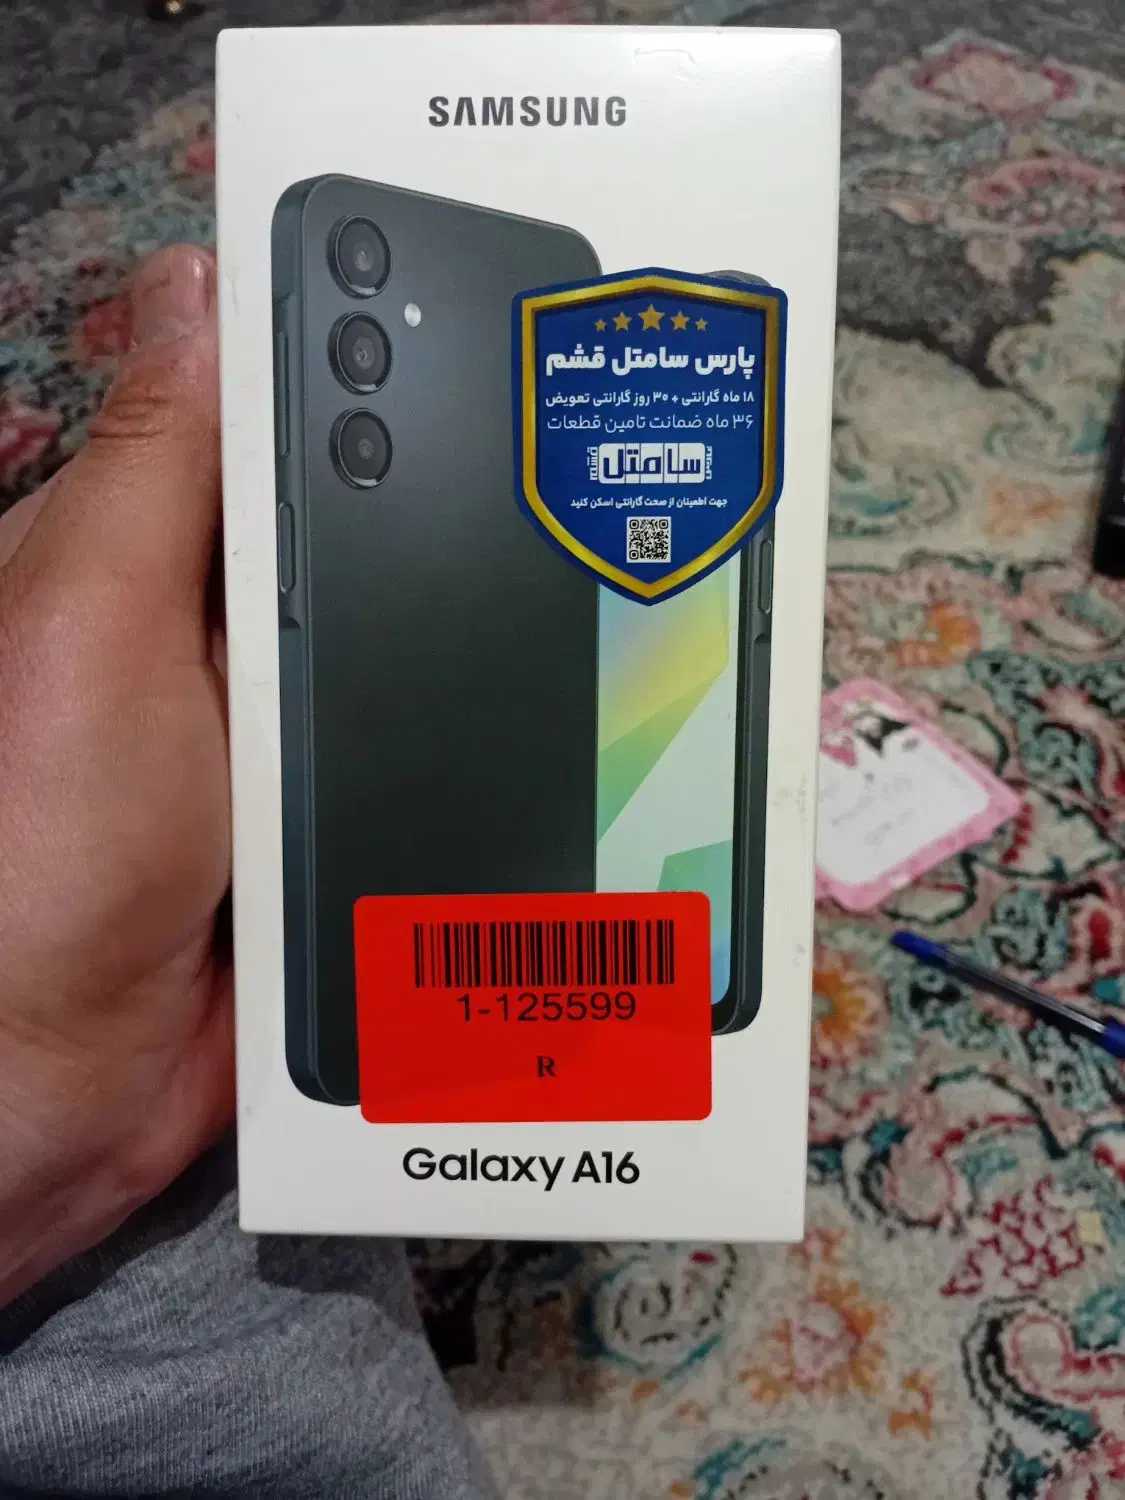 SAMSUNG
پارس سامتل قشم
۱۸ ماه گارانتی + ۳۰ روز گارانتی تعویض
۳۶ ماه ضمانت تامین قطعات
سامتل
جهت اطمینان از صحت گارانتی اسکن کنید
1-125599
R
Galaxy A16